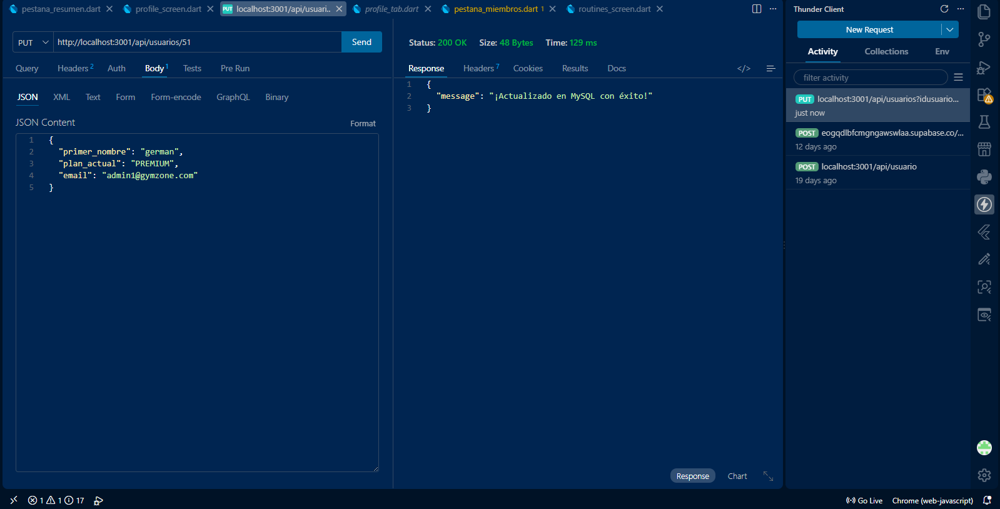 pestana_resumen.dart
profile_screen.dart
PUT localhost:3001/api/usuari..
profile_tab.dart
pestana_miembros.dart 1
routines_screen.dart
PUT
http://localhost:3001/api/usuarios/51
Send
Query
Headers 2
Auth
Body 1
Tests
Pre Run
JSON
XML
Text
Form
Form-encode
GraphQL
Binary
JSON Content
Format
1 {
2 "primer_nombre": "german",
3 "plan_actual": "PREMIUM",
4 "email": "admin1@gymzone.com"
5 }
Status: 200 OK
Size: 48 Bytes
Time: 129 ms
Response
Headers 7
Cookies
Results
Docs
</>
1 {
2 "message": "¡Actualizado en MySQL con éxito!"
3 }
Response
Chart
Thunder Client
New Request
Activity
Collections
Env
filter activity
PUT localhost:3001/api/usuarios?idusuario...
just now
POST eogqdlbfcmgngawswlaa.supabase.co/...
12 days ago
POST localhost:3001/api/usuario
19 days ago
1 1 17
Go Live
Chrome (web-javascript)